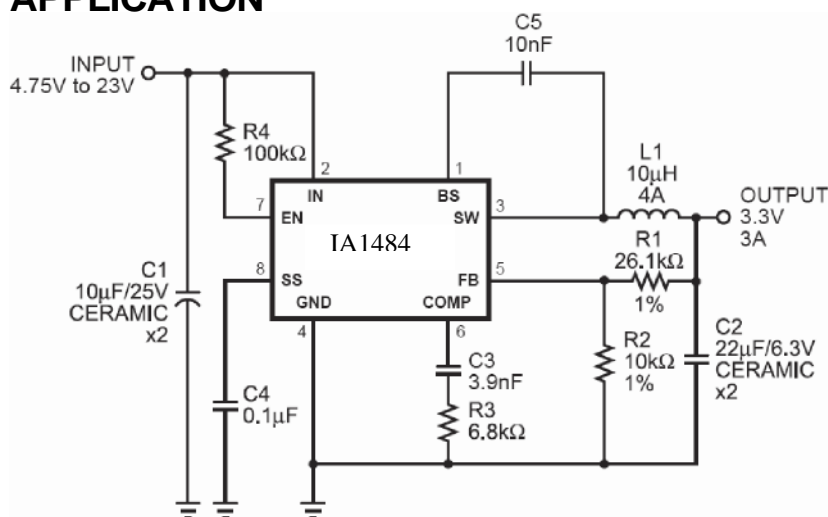 APPLICATION
C5
10nF
INPUT
4.75V to 23V
R4
100kΩ
2
1
L1
10µH
4A
IN
BS
OUTPUT
3.3V
3A
7
EN
SW
3
IA1484
R1
26.1kΩ
1%
8
SS
FB
5
C1
10µF/25V
CERAMIC
x2
GND
COMP
4
6
C2
22µF/6.3V
CERAMIC
x2
R2
10kΩ
1%
C3
3.9nF
C4
0.1µF
R3
6.8kΩ